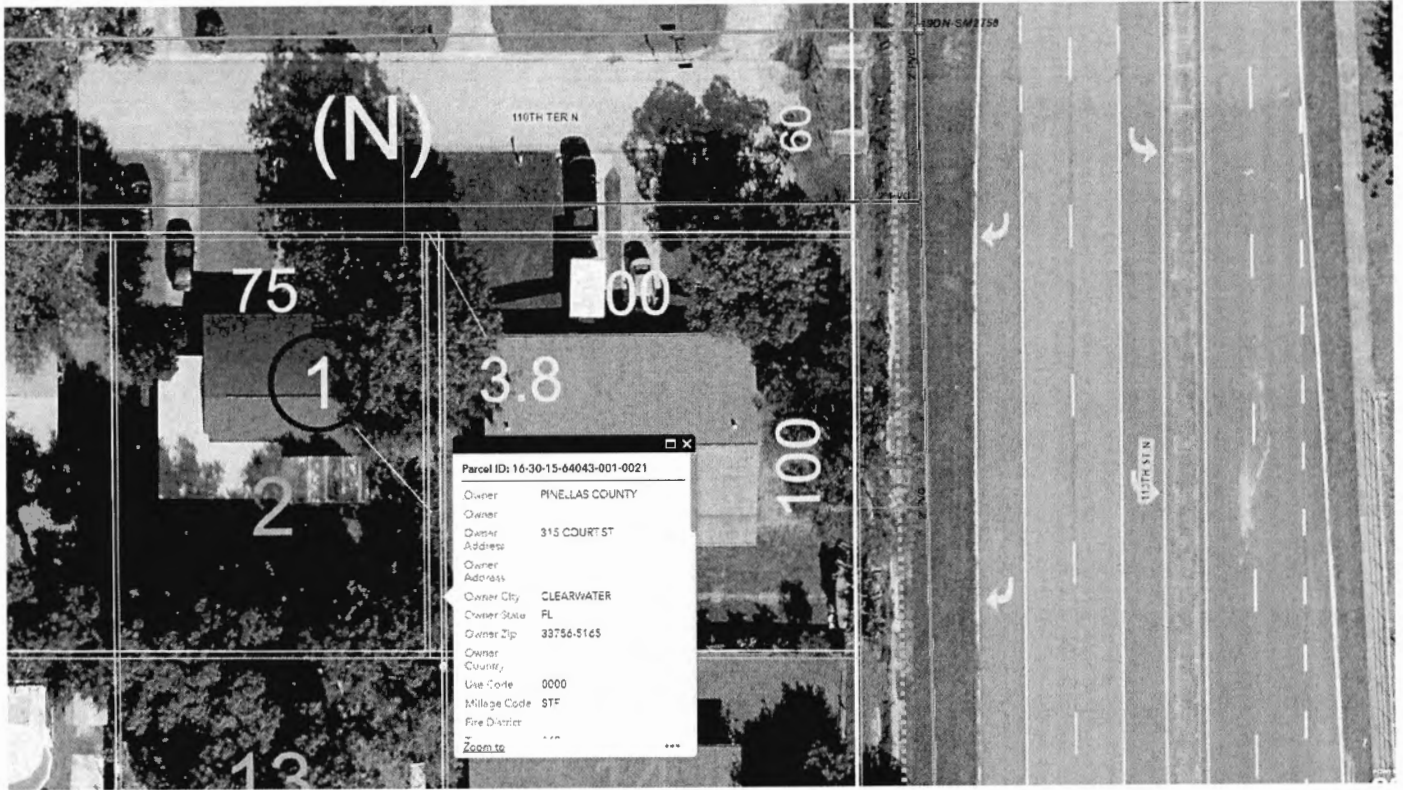 (N)
110TH TER N
60
75
00
1
3.8
100
2
13
113TH ST N
Parcel ID: 16-30-15-64043-001-0021
Owner PINELLAS COUNTY
Owner
Owner Address 315 COURT ST
Owner Address
Owner City CLEARWATER
Owner State FL
Owner Zip 33756-5165
Owner Country
Use Code 0000
Millage Code STF
Fire District
Zoom to